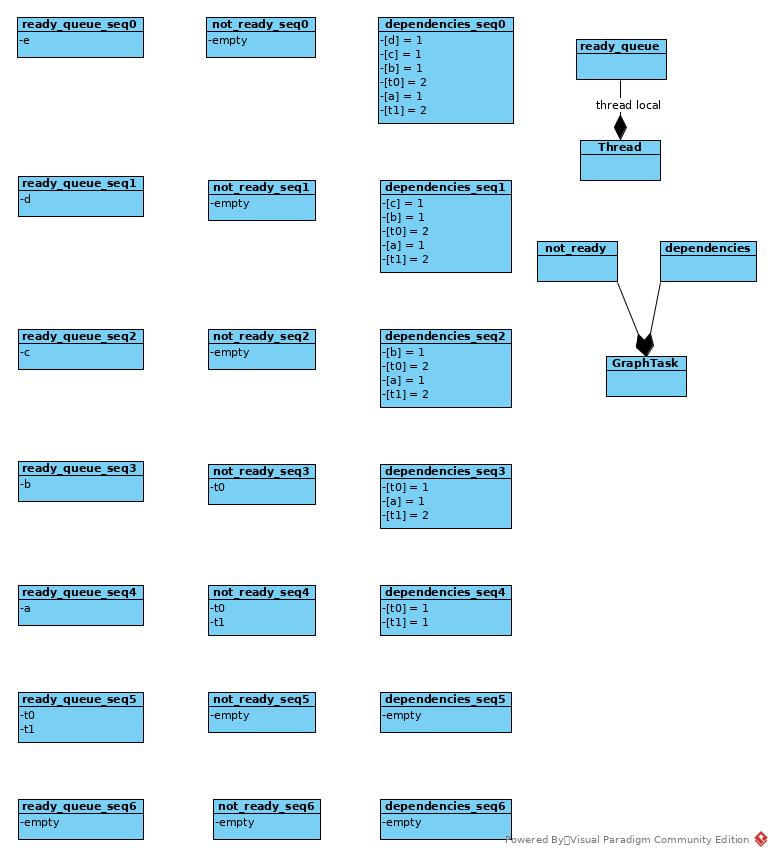 ready_queue_seq0
-e
not_ready_seq0
-empty
dependencies_seq0
-[d] = 1
-[c] = 1
-[b] = 1
-[t0] = 2
-[a] = 1
-[t1] = 2
ready_queue
thread local
Thread
ready_queue_seq1
-d
not_ready_seq1
-empty
dependencies_seq1
-[c] = 1
-[b] = 1
-[t0] = 2
-[a] = 1
-[t1] = 2
not_ready
dependencies
GraphTask
ready_queue_seq2
-c
not_ready_seq2
-empty
dependencies_seq2
-[b] = 1
-[t0] = 2
-[a] = 1
-[t1] = 2
ready_queue_seq3
-b
not_ready_seq3
-t0
dependencies_seq3
-[t0] = 1
-[a] = 1
-[t1] = 2
ready_queue_seq4
-a
not_ready_seq4
-t0
-t1
dependencies_seq4
-[t0] = 1
-[t1] = 1
ready_queue_seq5
-t0
-t1
not_ready_seq5
-empty
dependencies_seq5
-empty
ready_queue_seq6
-empty
not_ready_seq6
-empty
dependencies_seq6
-empty
Powered By Visual Paradigm Community Edition